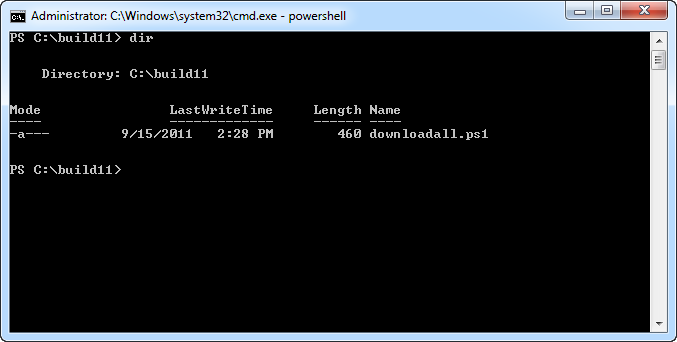 Administrator: C:\Windows\system32\cmd.exe - powershell
PS C:\build11> dir
Directory: C:\build11
Mode LastWriteTime Length Name
---- ------------- ------ ----
-a--- 9/15/2011 2:28 PM 460 downloadall.ps1
PS C:\build11>